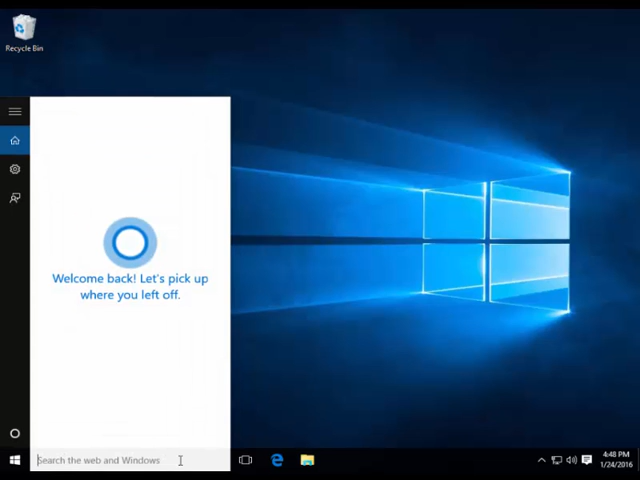 Recycle Bin
Welcome back! Let's pick up
where you left off.
Search the web and Windows
4:48 PM
1/24/2016